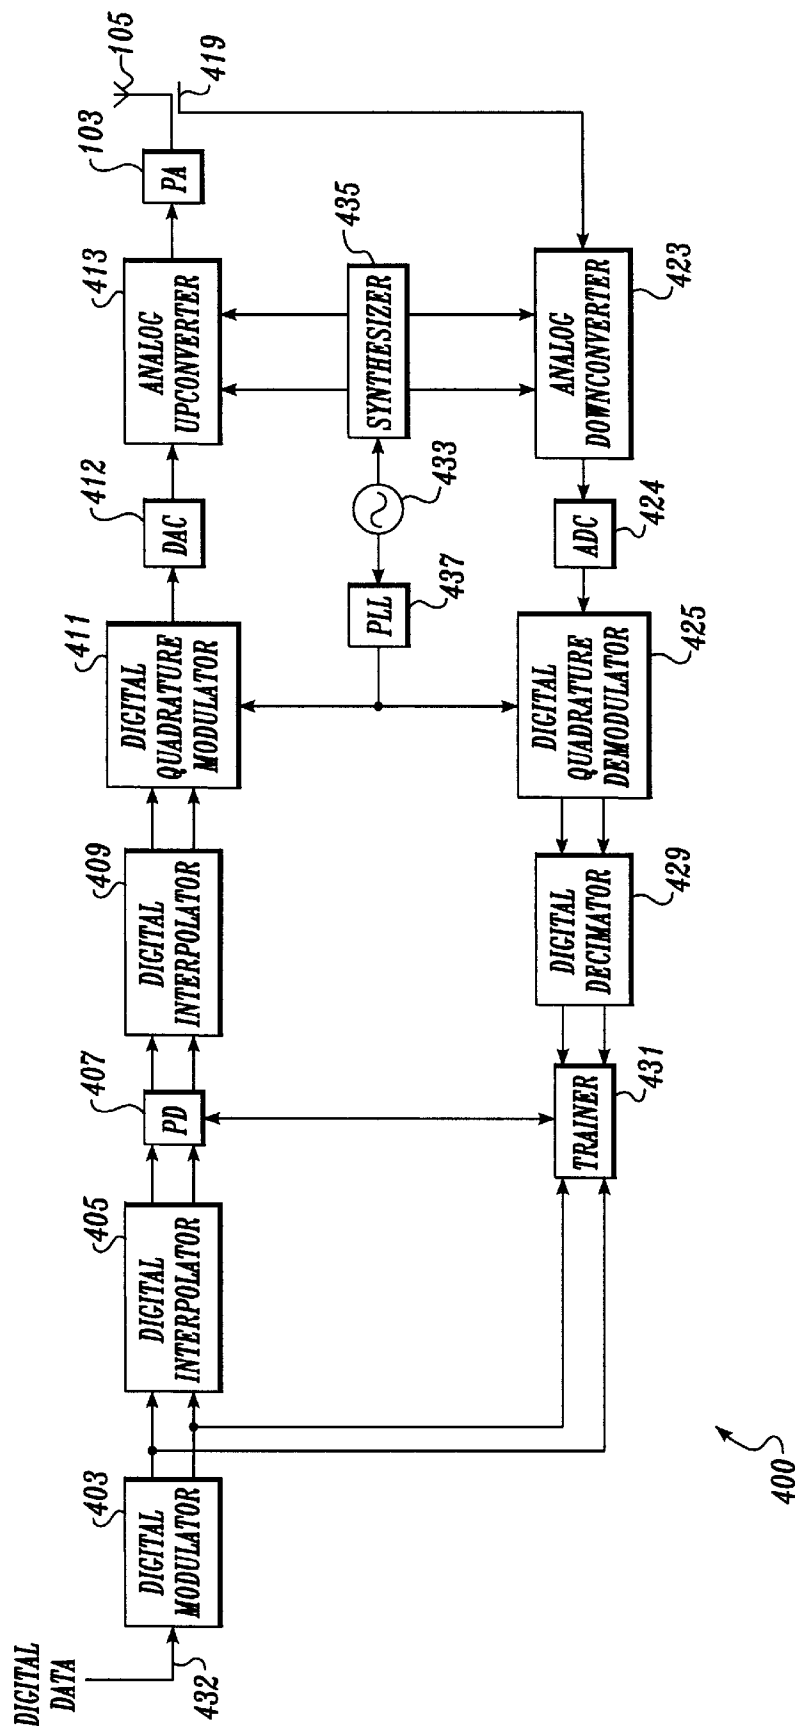 DIGITAL
DATA
432
403
DIGITAL
MODULATOR
405
DIGITAL
INTERPOLATOR
407
PD
409
DIGITAL
INTERPOLATOR
411
DIGITAL
QUADRATURE
MODULATOR
412
DAC
413
ANALOG
UPCONVERTER
103
PA
105
419
PLL
437
433
SYNTHESIZER
435
TRAINER
431
DIGITAL
DECIMATOR
429
DIGITAL
QUADRATURE
DEMODULATOR
425
ADC
424
ANALOG
DOWNCONVERTER
423
400